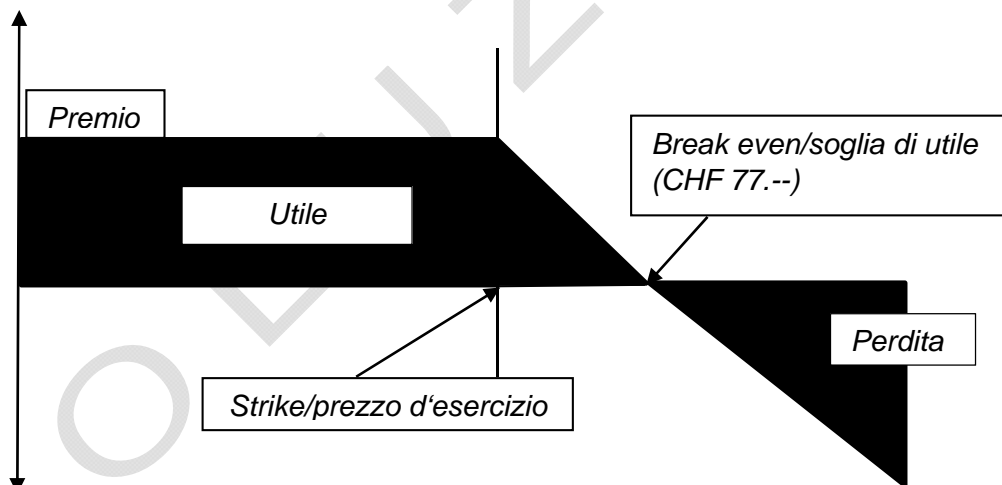 Premio
Break even/soglia di utile
(CHF 77.--)
Utile
Perdita
Strike/prezzo d‘esercizio